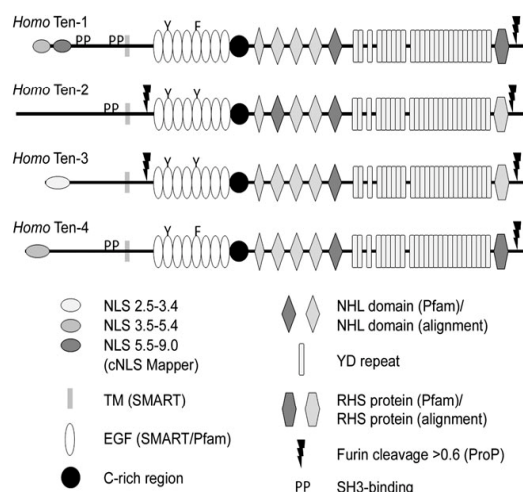 Homo Ten-1
PP PP Y F
Homo Ten-2
PP Y Y
Homo Ten-3
Y Y
Homo Ten-4
PP Y F
NLS 2.5-3.4
NLS 3.5-5.4
NLS 5.5-9.0
(cNLS Mapper)
TM (SMART)
EGF (SMART/Pfam)
C-rich region
NHL domain (Pfam)/
NHL domain (alignment)
YD repeat
RHS protein (Pfam)/
RHS protein (alignment)
Furin cleavage >0.6 (ProP)
PP SH3-binding